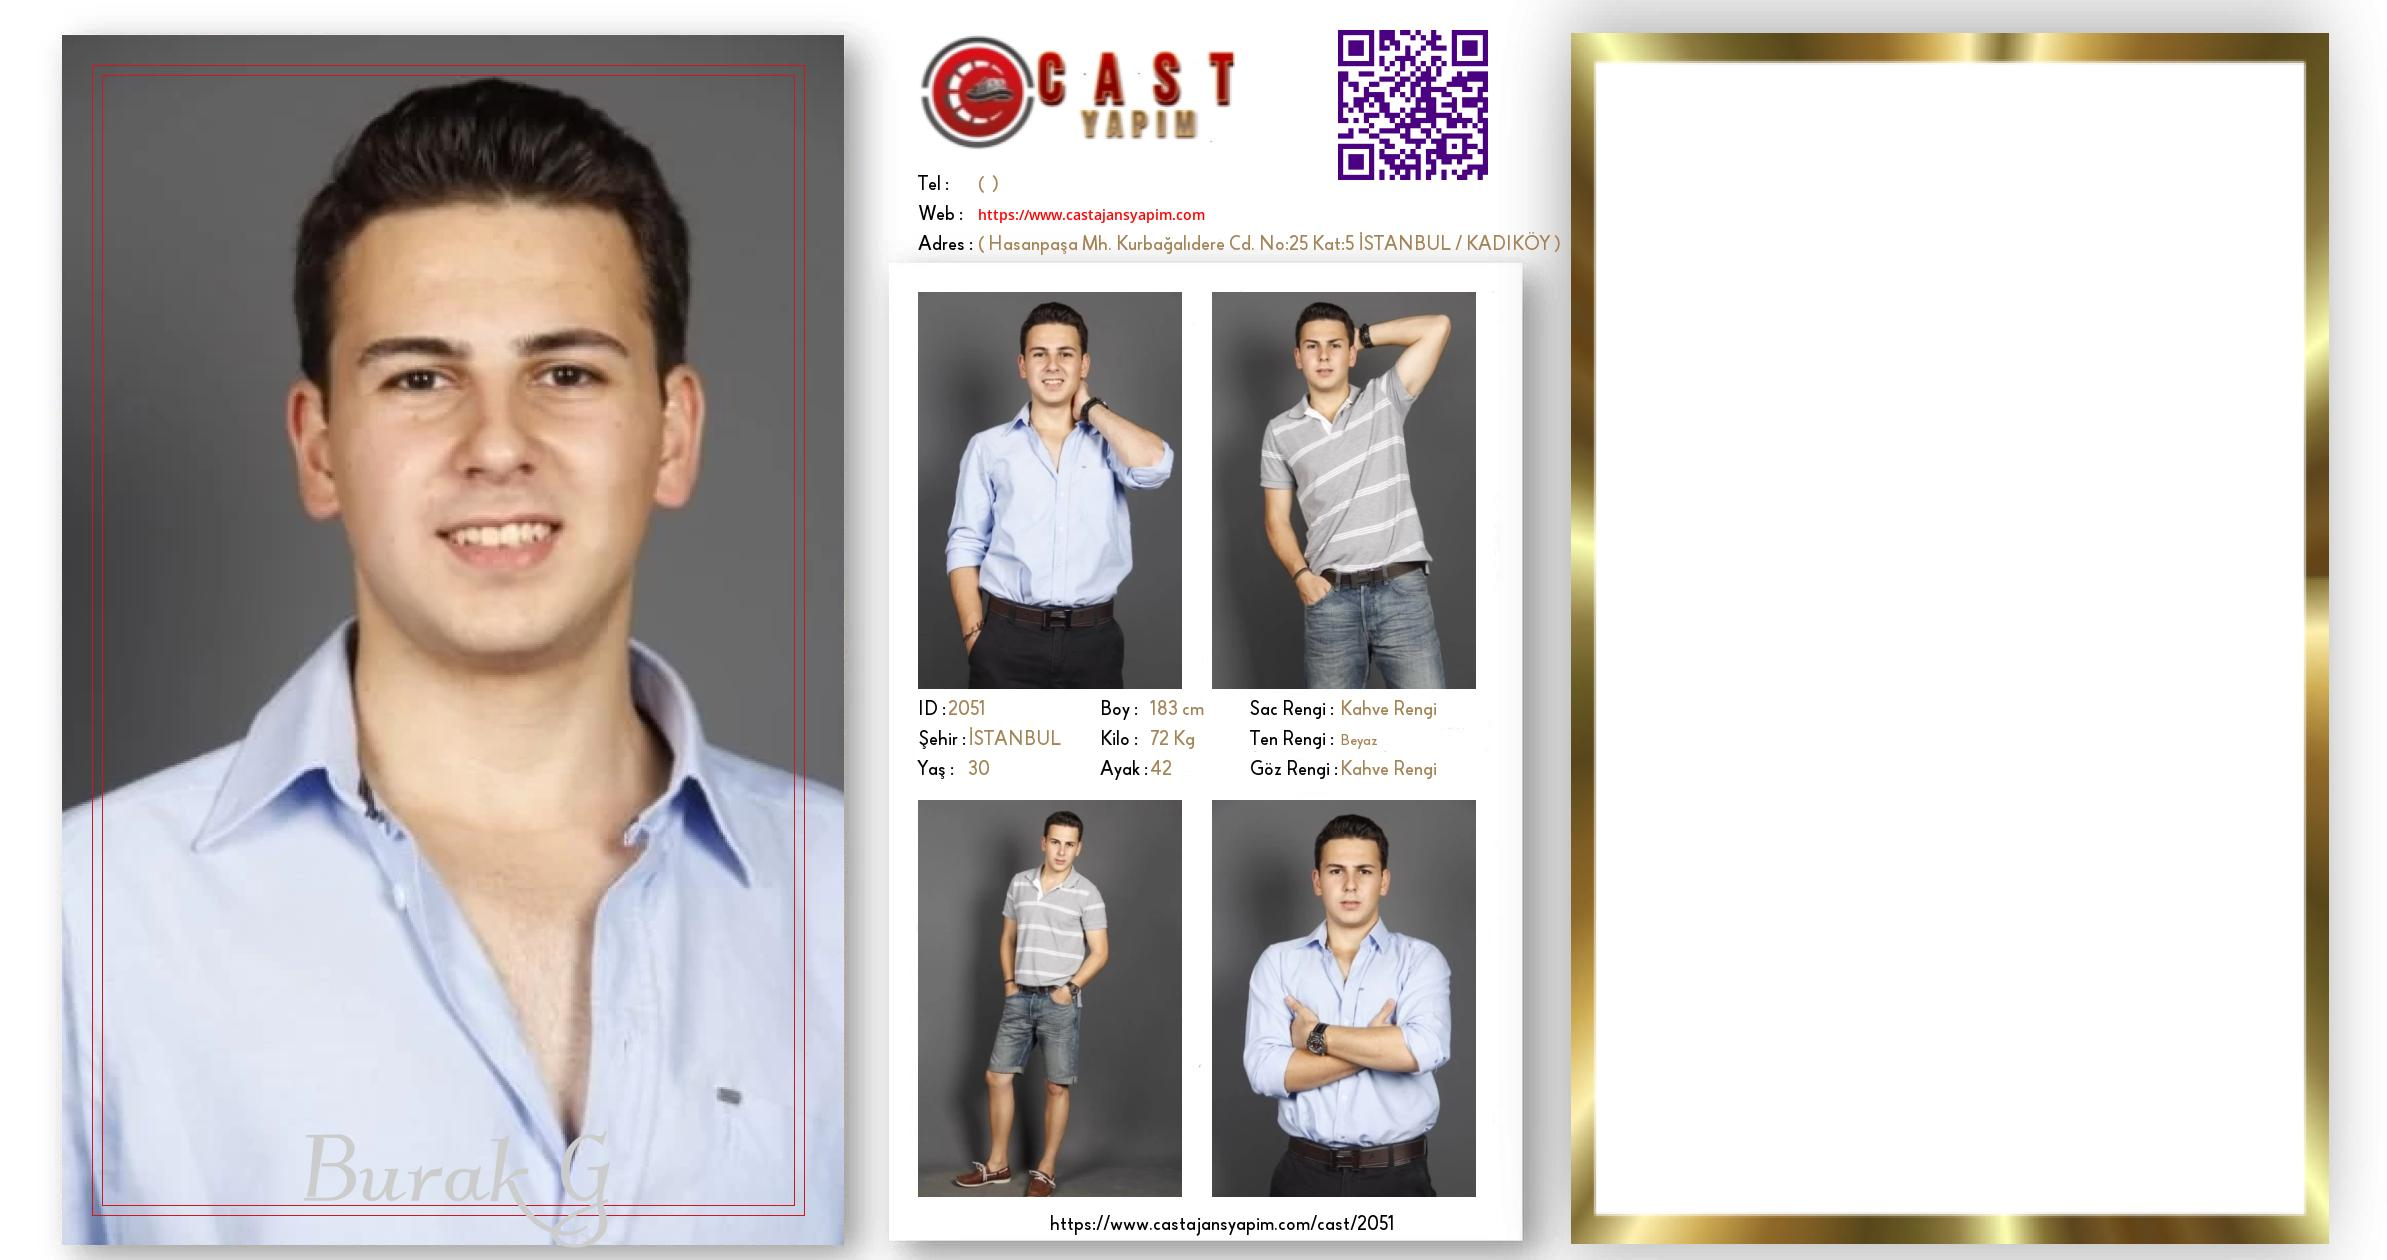 Burak G
CAST
YAPIM
Tel : ( )
Web : https://www.castajansyapim.com
Adres : ( Hasanpaşa Mh. Kurbağalıdere Cd. No:25 Kat:5 İSTANBUL / KADIKÖY )
ID : 2051 Boy : 183 cm Sac Rengi : Kahve Rengi
Şehir : İSTANBUL Kilo : 72 Kg Ten Rengi : Beyaz
Yaş : 30 Ayak : 42 Göz Rengi : Kahve Rengi
https://www.castajansyapim.com/cast/2051